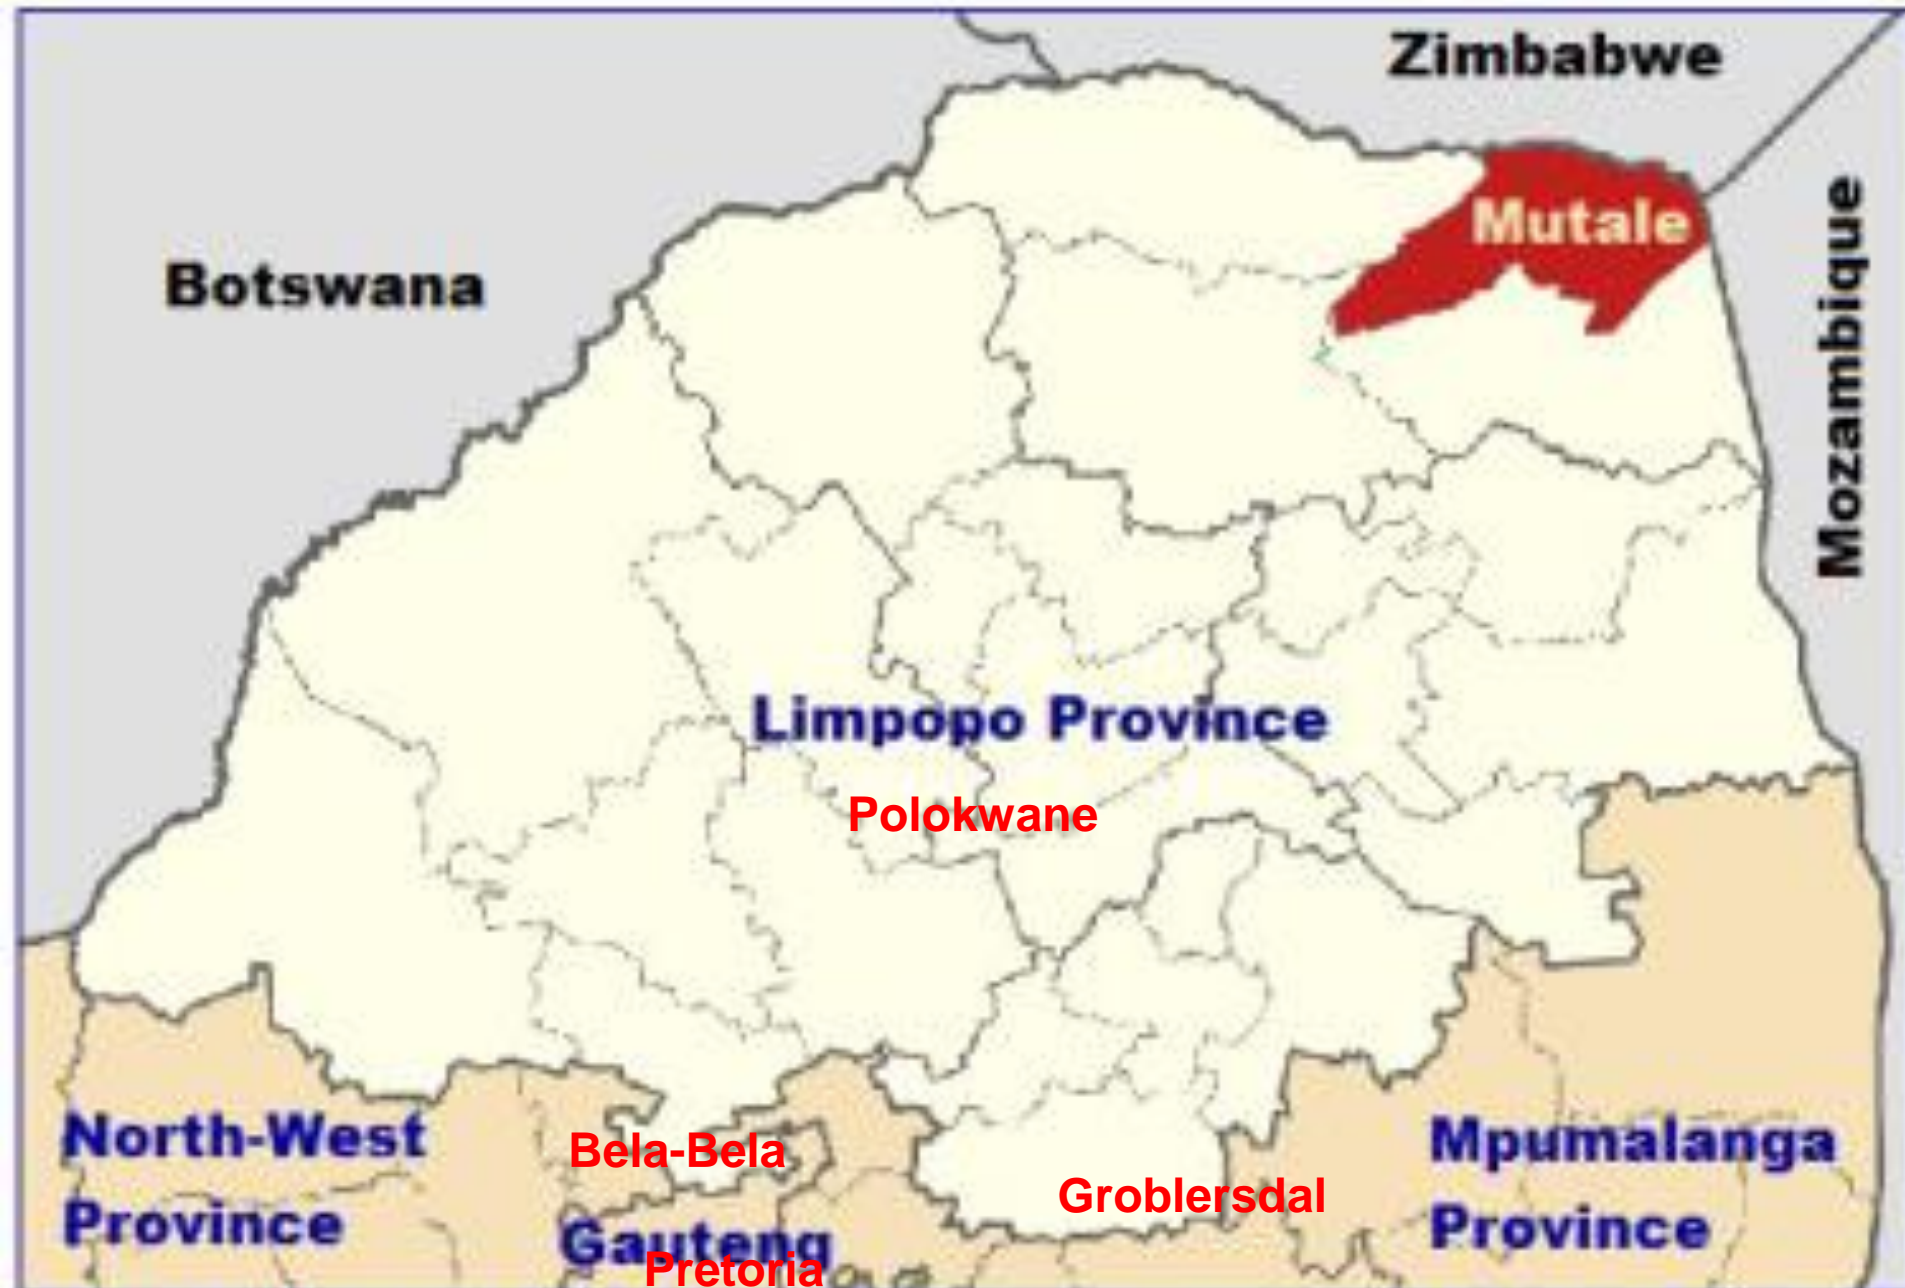 Zimbabwe
Mutale
Botswana
Mozambique
Limpopo Province
Polokwane
North-West
Province
Bela-Bela
Groblersdal
Mpumalanga
Province
Gauteng
Pretoria